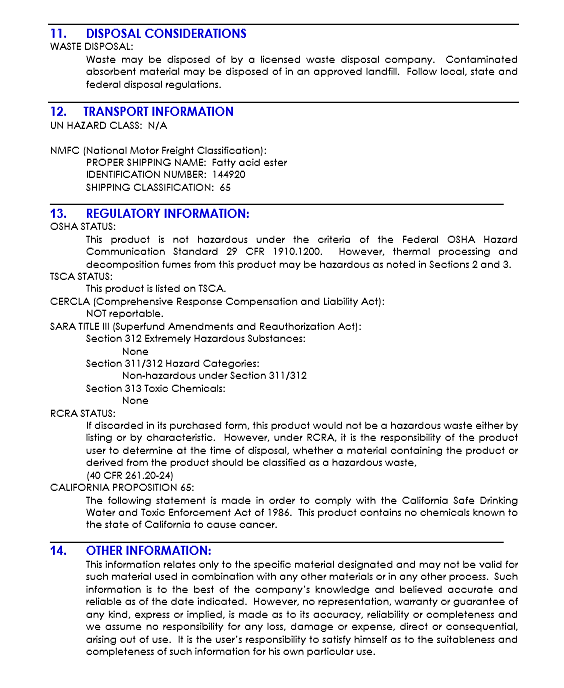 11. DISPOSAL CONSIDERATIONS
WASTE DISPOSAL:
Waste may be disposed of by a licensed waste disposal company. Contaminated
absorbent material may be disposed of in an approved landfill. Follow local, state and
federal disposal regulations.
12. TRANSPORT INFORMATION
UN HAZARD CLASS: N/A
NMFC (National Motor Freight Classification):
PROPER SHIPPING NAME: Fatty acid ester
IDENTIFICATION NUMBER: 144920
SHIPPING CLASSIFICATION: 65
13. REGULATORY INFORMATION:
OSHA STATUS:
This product is not hazardous under the criteria of the Federal OSHA Hazard
Communication Standard 29 CFR 1910.1200. However, thermal processing and
decomposition fumes from this product may be hazardous as noted in Sections 2 and 3.
TSCA STATUS:
This product is listed on TSCA.
CERCLA (Comprehensive Response Compensation and Liability Act):
NOT reportable.
SARA TITLE III (Superfund Amendments and Reauthorization Act):
Section 312 Extremely Hazardous Substances:
None
Section 311/312 Hazard Categories:
Non-hazardous under Section 311/312
Section 313 Toxic Chemicals:
None
RCRA STATUS:
If discarded in its purchased form, this product would not be a hazardous waste either by
listing or by characteristic. However, under RCRA, it is the responsibility of the product
user to determine at the time of disposal, whether a material containing the product or
derived from the product should be classified as a hazardous waste,
(40 CFR 261.20-24)
CALIFORNIA PROPOSITION 65:
The following statement is made in order to comply with the California Safe Drinking
Water and Toxic Enforcement Act of 1986. This product contains no chemicals known to
the state of California to cause cancer.
14. OTHER INFORMATION:
This information relates only to the specific material designated and may not be valid for
such material used in combination with any other materials or in any other process. Such
information is to the best of the company's knowledge and believed accurate and
reliable as of the date indicated. However, no representation, warranty or guarantee of
any kind, express or implied, is made as to its accuracy, reliability or completeness and
we assume no responsibility for any loss, damage or expense, direct or consequential,
arising out of use. It is the user's responsibility to satisfy himself as to the suitableness and
completeness of such information for his own particular use.